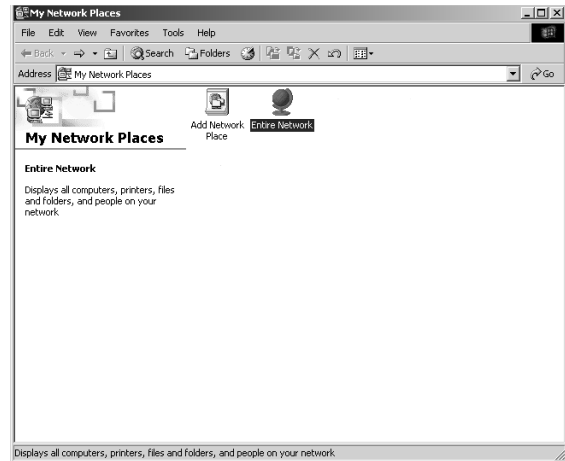 My Network Places
File Edit View Favorites Tools Help
Back Search Folders
Address My Network Places Go
My Network Places
Entire Network
Displays all computers, printers, files
and folders, and people on your
network
Add Network
Place
Entire Network
Displays all computers, printers, files and folders, and people on your network